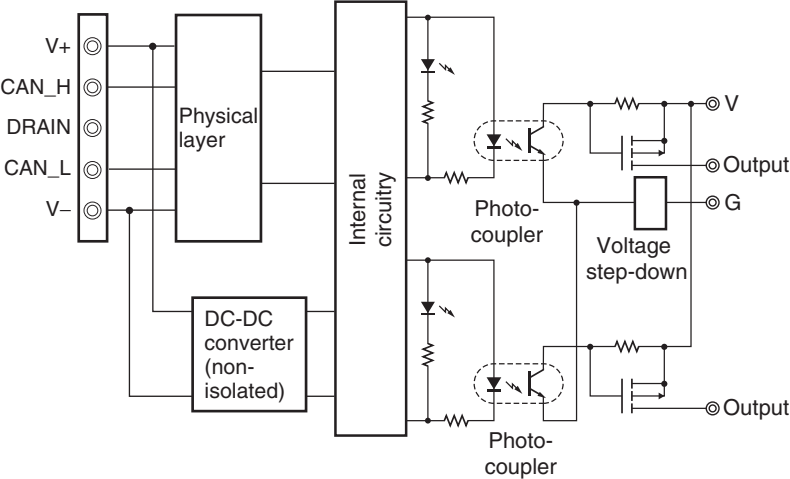 V+
CAN_H
DRAIN
CAN_L
V−
Physical
layer
DC-DC
converter
(non-
isolated)
Internal
circuitry
Photo-
coupler
V
Output
G
Voltage
step-down
Photo-
coupler
Output